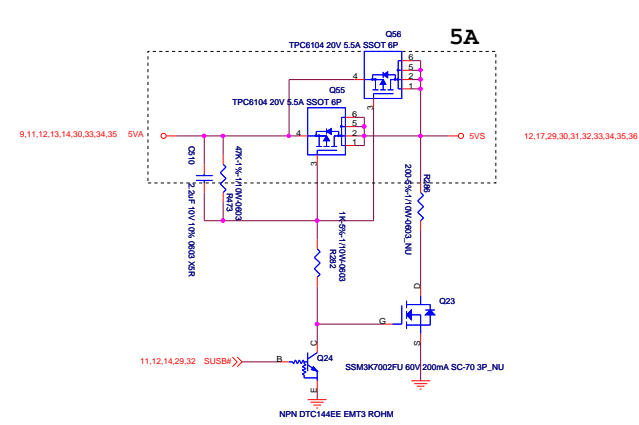 Q56
5A
TPC6104 20V 5.5A SSOT 6P
6
5
4
2
1
Q55
TPC6104 20V 5.5A SSOT 6P
3
6
5
9,11,12,13,14,30,33,34,35
5VA
4
2
1
5VS
12,17,29,30,31,32,33,34,35,36
3
C510
2.2uF 10V 10% 0603 X5R
47K-1%-1/10W-0603
R473
1K-5%-1/10W-0603
R282
R286
200-5%-1/10W-0603_NU
D
Q23
G
S
C
Q24
11,12,14,29,32
SUSB#
B
SSM3K7002FU 60V 200mA SC-70 3P_NU
E
NPN DTC144EE EMT3 ROHM